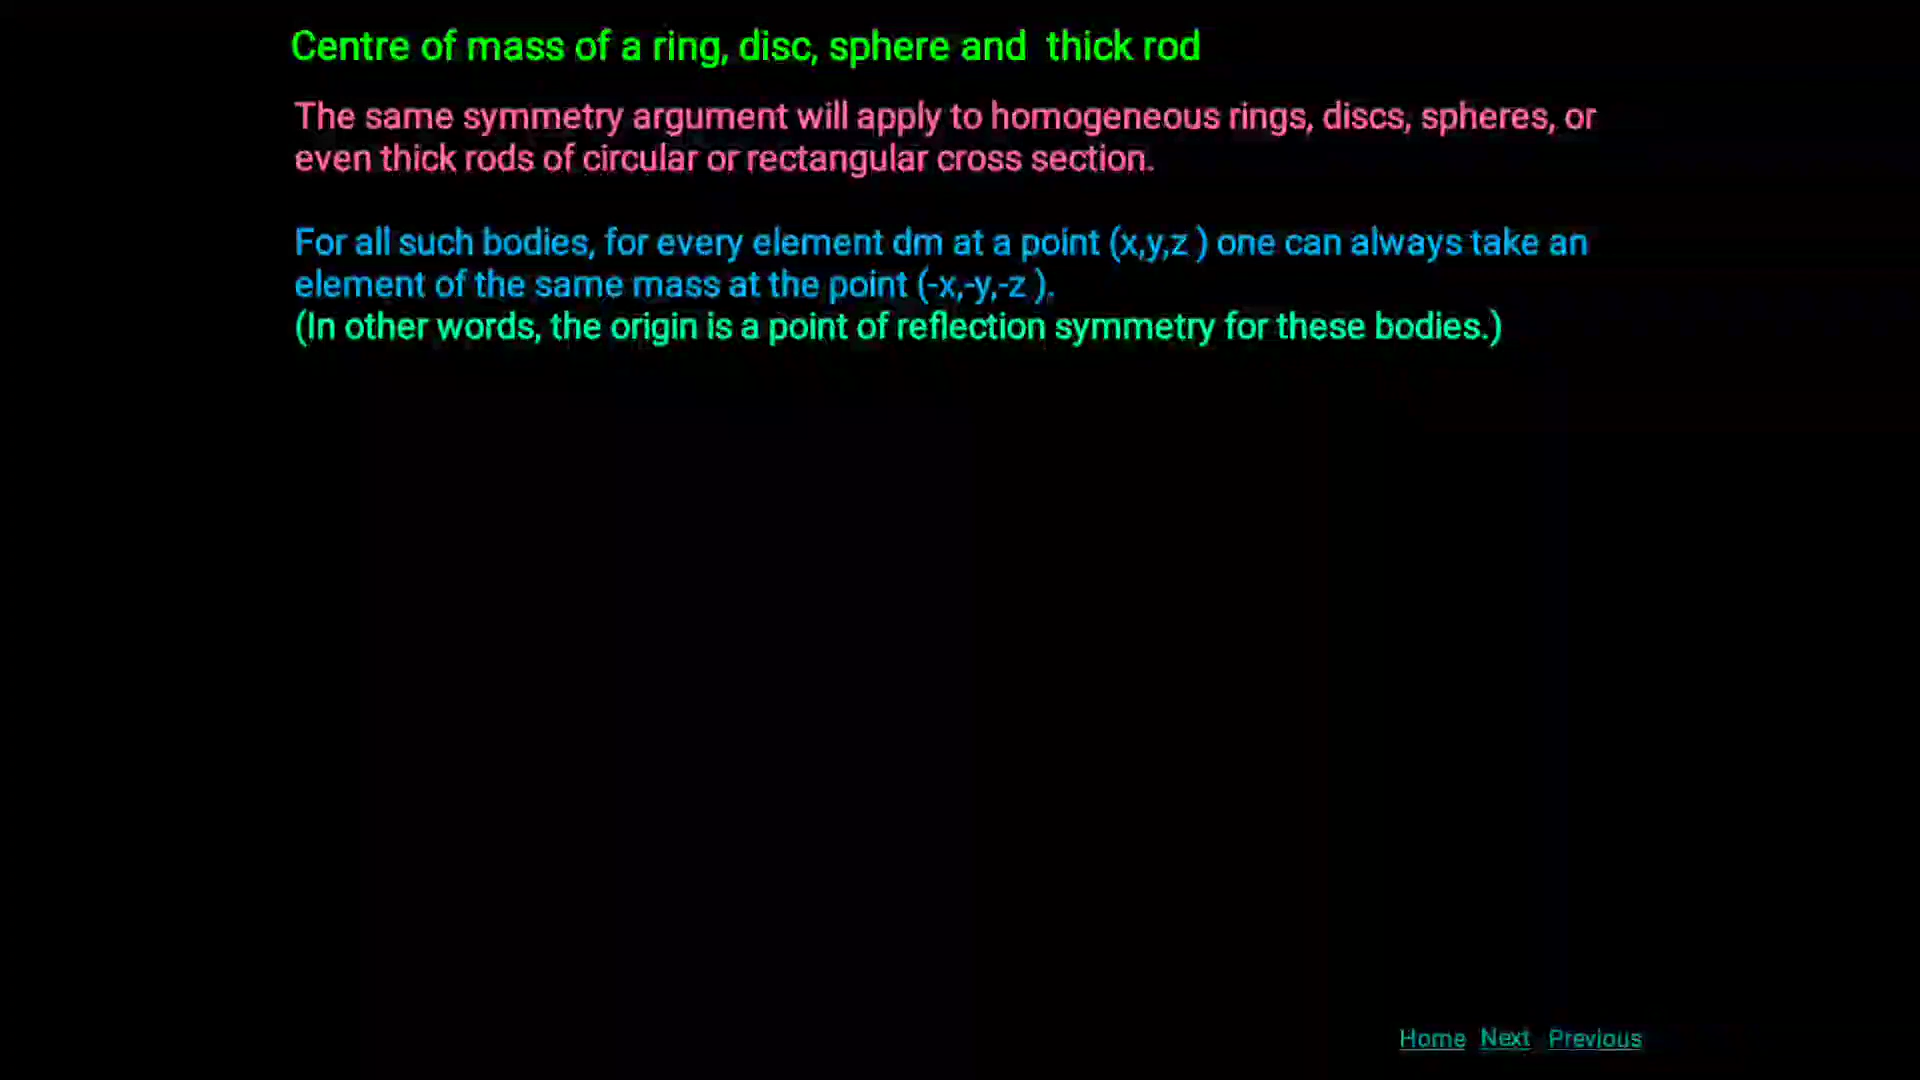 Centre of mass of a ring, disc, sphere and thick rod
The same symmetry argument will apply to homogeneous rings, discs, spheres, or
even thick rods of circular or rectangular cross section.
For all such bodies, for every element dm at a point (x,y,z ) one can always take an
element of the same mass at the point (-x,-y,-z ).
(In other words, the origin is a point of reflection symmetry for these bodies.)
Home Next Previous